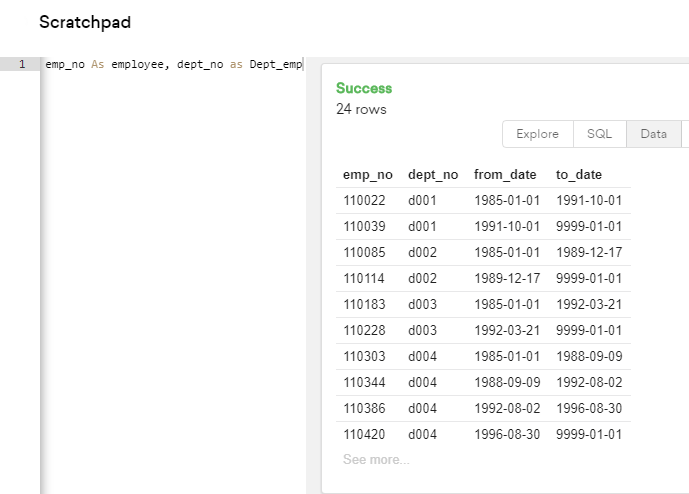 Scratchpad
1 emp_no As employee, dept_no as Dept_emp
Success
24 rows
Explore SQL Data
emp_no dept_no from_date to_date
110022 d001 1985-01-01 1991-10-01
110039 d001 1991-10-01 9999-01-01
110085 d002 1985-01-01 1989-12-17
110114 d002 1989-12-17 9999-01-01
110183 d003 1985-01-01 1992-03-21
110228 d003 1992-03-21 9999-01-01
110303 d004 1985-01-01 1988-09-09
110344 d004 1988-09-09 1992-08-02
110386 d004 1992-08-02 1996-08-30
110420 d004 1996-08-30 9999-01-01
See more...